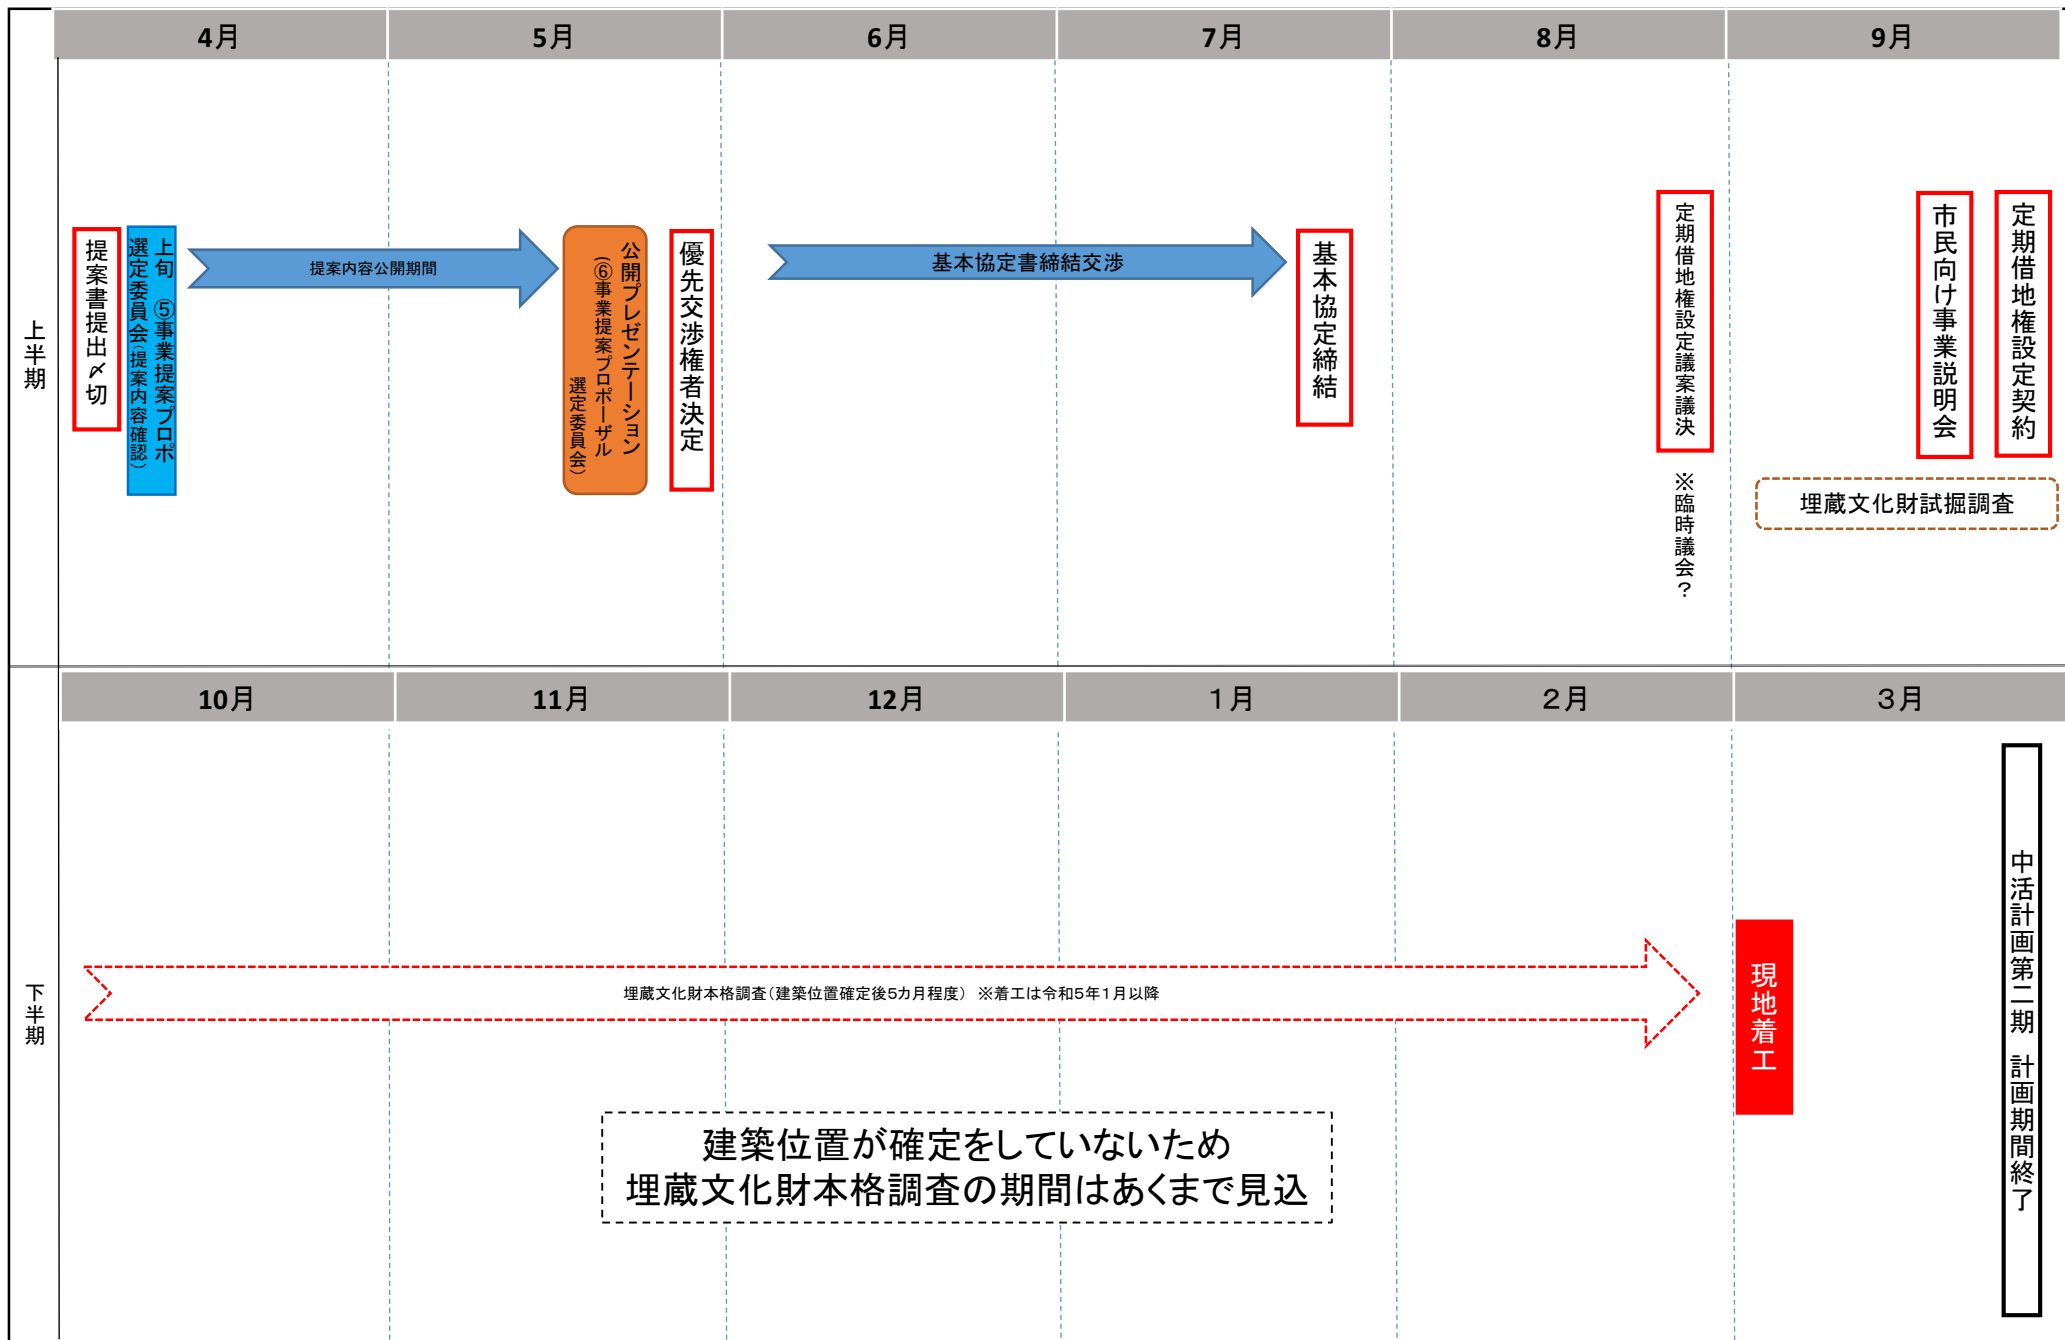 4月
5月
6月
7月
8月
9月
上半期
提案書提出〆切
上旬 ⑤事業提案プロポ
選定委員会(提案内容確認)
提案内容公開期間
公開プレゼンテーション
(⑥事業提案プロポーザル
選定委員会)
優先交渉権者決定
基本協定書締結交渉
基本協定締結
定期借地権設定議案議決
※臨時議会？
市民向け事業説明会
定期借地権設定契約
埋蔵文化財試掘調査
10月
11月
12月
１月
２月
３月
下半期
埋蔵文化財本格調査(建築位置確定後5カ月程度) ※着工は令和5年1月以降
現地着工
中活計画第二期 計画期間終了
建築位置が確定をしていないため
埋蔵文化財本格調査の期間はあくまで見込